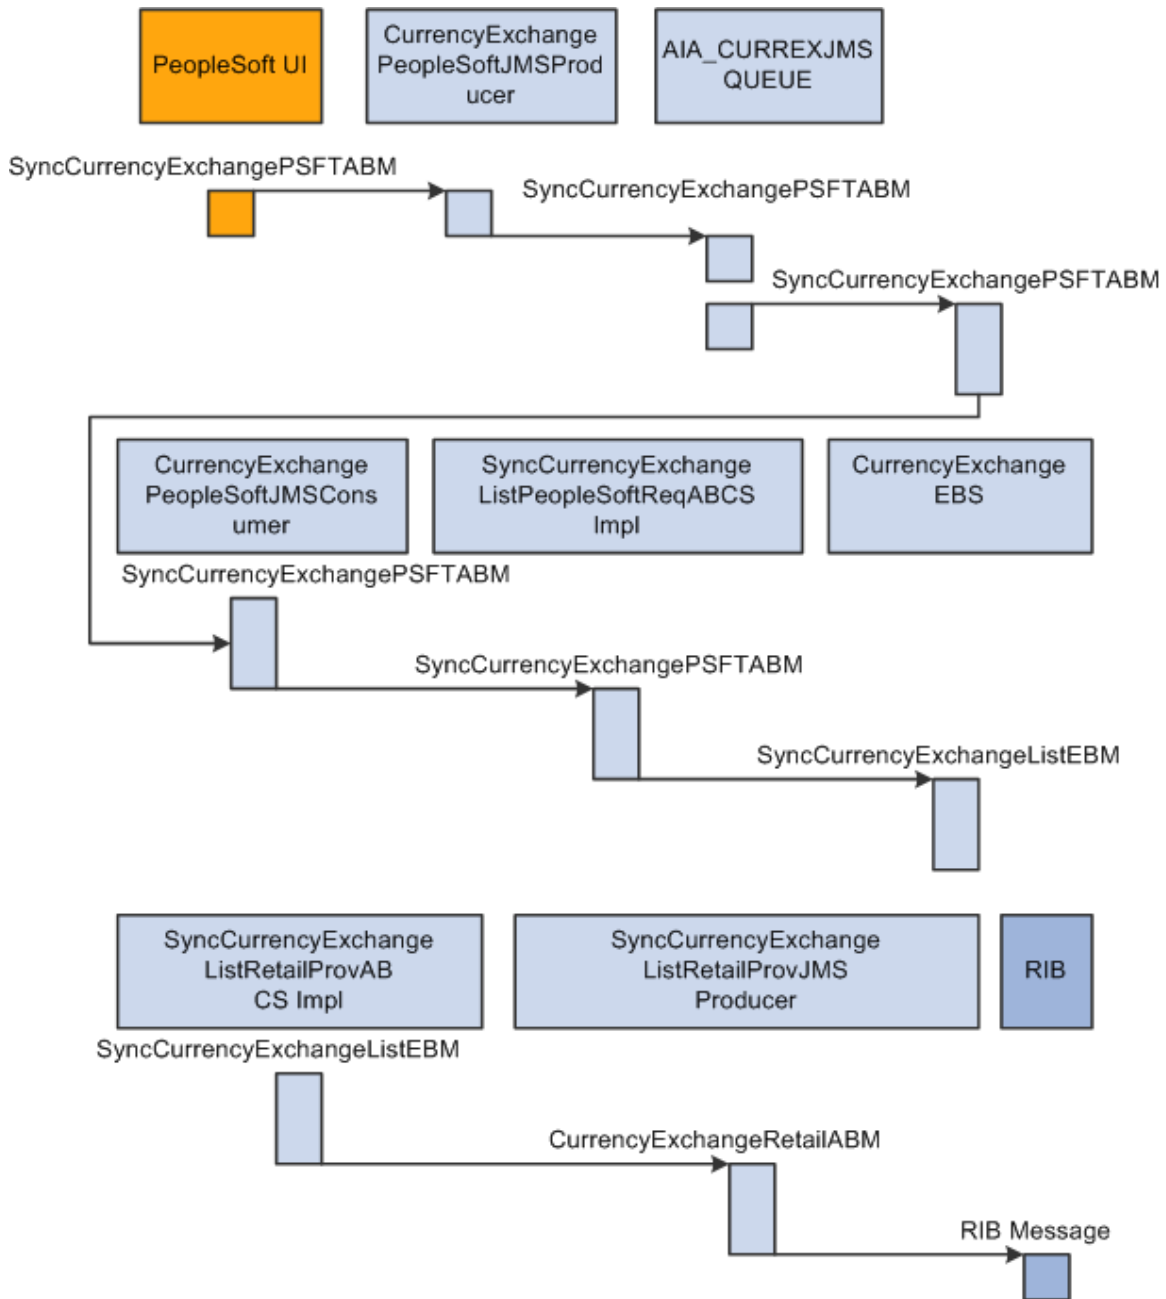 PeopleSoft UI
CurrencyExchange
PeopleSoftJMSProd
ucer
AIA_CURREXJMS
QUEUE
SyncCurrencyExchangePSFTABM
SyncCurrencyExchangePSFTABM
SyncCurrencyExchangePSFTABM
CurrencyExchange
PeopleSoftJMSCons
umer
SyncCurrencyExchange
ListPeopleSoftReqABCS
Impl
CurrencyExchange
EBS
SyncCurrencyExchangePSFTABM
SyncCurrencyExchangePSFTABM
SyncCurrencyExchangeListEBM
SyncCurrencyExchange
ListRetailProvAB
CS Impl
SyncCurrencyExchange
ListRetailProvJMS
Producer
RIB
SyncCurrencyExchangeListEBM
CurrencyExchangeRetailABM
RIB Message